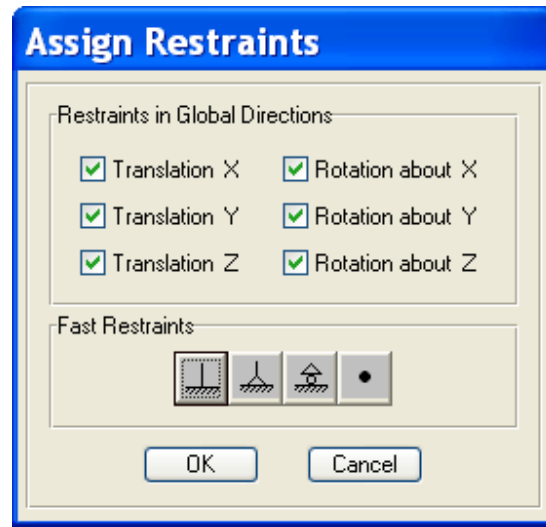 Assign Restraints
Restraints in Global Directions
Translation X
Rotation about X
Translation Y
Rotation about Y
Translation Z
Rotation about Z
Fast Restraints
OK
Cancel